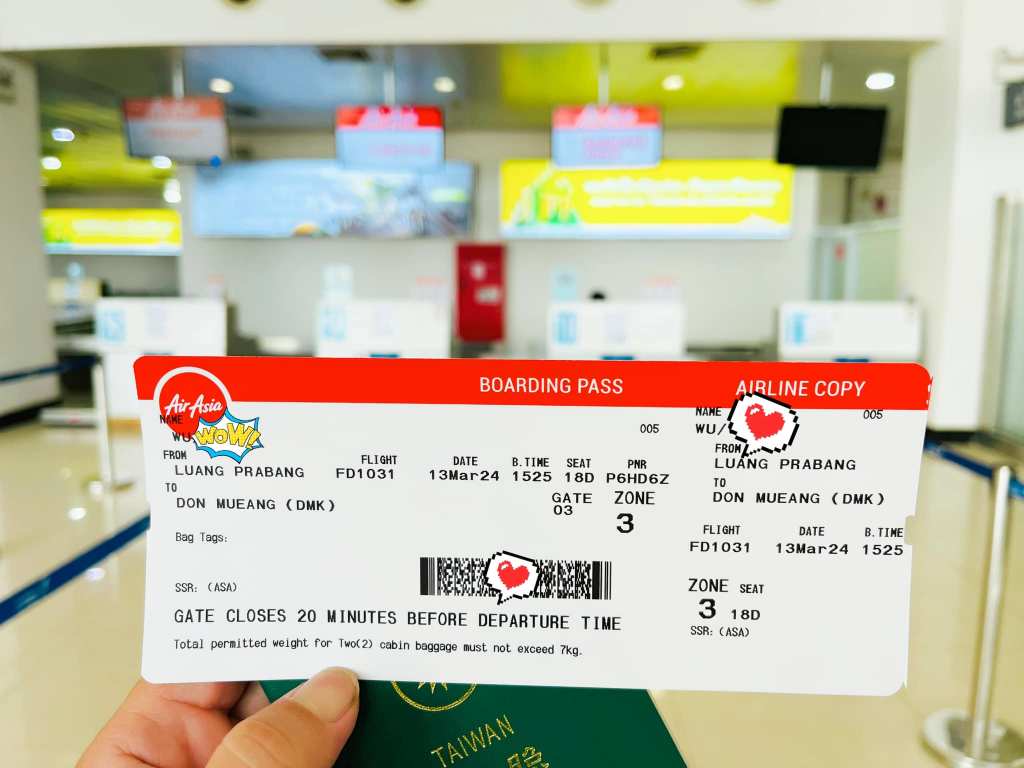 BOARDING PASS
AIRLINE COPY
AirAsia
NAME
WU
WOW!
005
FROM
LUANG PRABANG
TO
DON MUEANG (DMK)
FLIGHT DATE B.TIME SEAT PNR
FD1031 13Mar24 1525 18D P6HD6Z
GATE ZONE
03 3
Bag Tags:
SSR: (ASA)
GATE CLOSES 20 MINUTES BEFORE DEPARTURE TIME
Total permitted weight for Two(2) cabin baggage must not exceed 7kg.
NAME 005
WU/
FROM
LUANG PRABANG
TO
DON MUEANG (DMK)
FLIGHT DATE B.TIME
FD1031 13Mar24 1525
ZONE SEAT
3 18D
SSR: (ASA)
TAIWAN